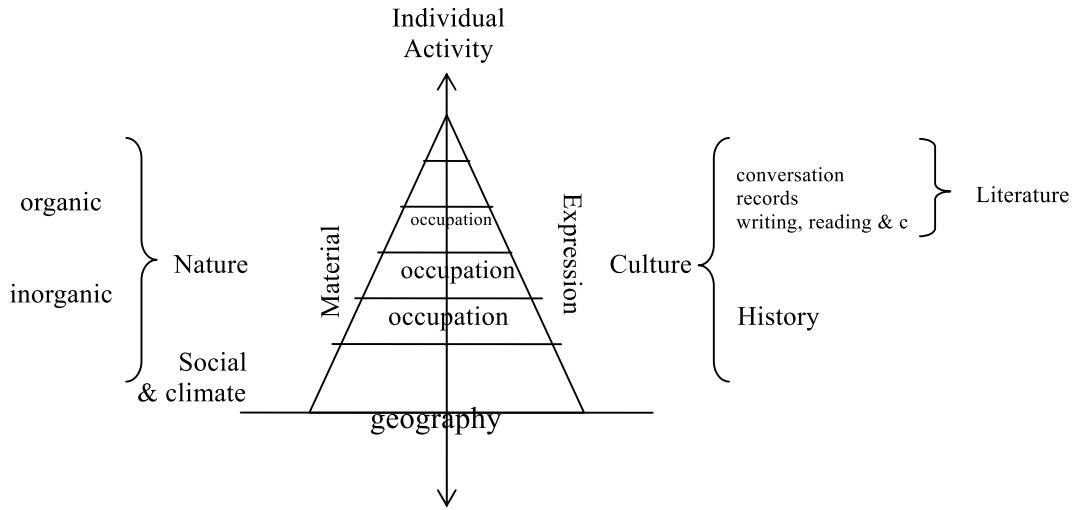 Individual
Activity
organic
inorganic
Nature
Social
& climate
Material
occupation
occupation
occupation
geography
Expression
Culture
conversation
records
writing, reading & c
History
Literature